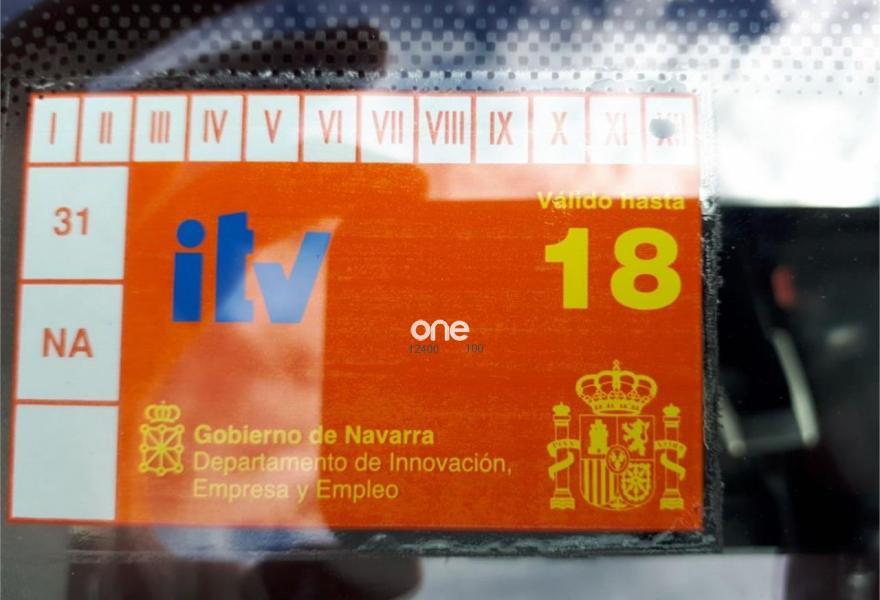 I II III IV V VI VII VIII IX X XI XII
31
Válido hasta
itv
18
NA
one
12400 100
Gobierno de Navarra
Departamento de Innovación,
Empresa y Empleo